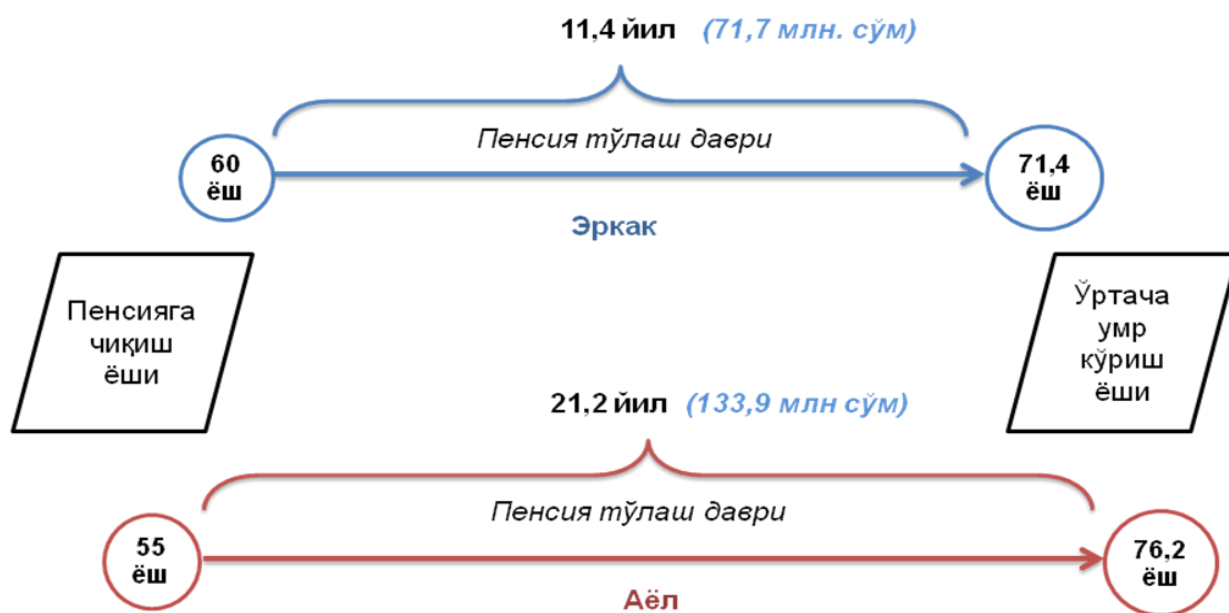 11,4 йил (71,7 млн. сўм)
Пенсия тўлаш даври
60
ёш
71,4
ёш
Эркак
Пенсияга
чиқиш
ёши
Ўртача
умр
кўриш
ёши
21,2 йил (133,9 млн сўм)
Пенсия тўлаш даври
55
ёш
76,2
ёш
Аёл